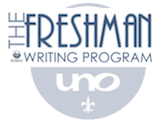 THE FRESHMAN
WRITING PROGRAM
uno